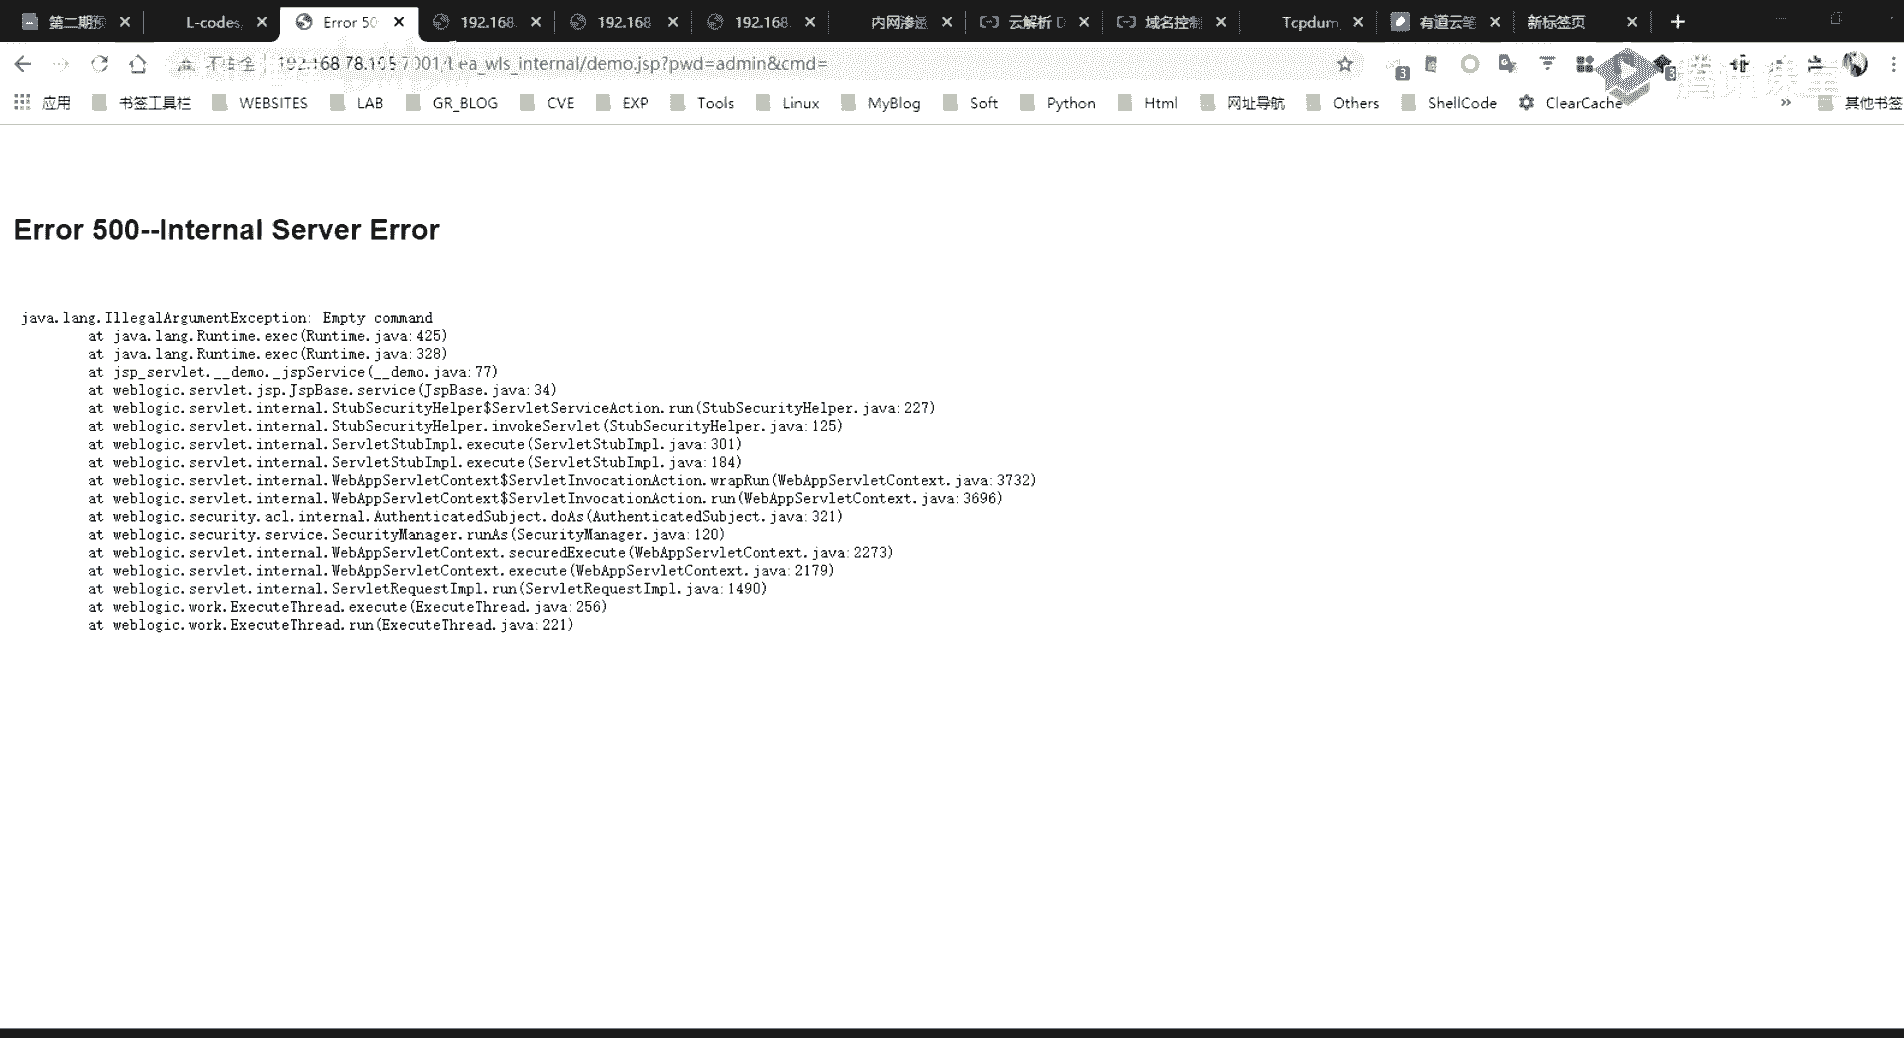 第二期预
L-codes,
Error 50
192.168.
192.168
192.168.
内网渗透
云解析 D
域名控制
Tcpdum
有道云笔
新标签页
不安全
192.168.78.105:7001/bea_wls_internal/demo.jsp?pwd=admin&cmd=
应用
书签工具栏
WEBSITES
LAB
GR_BLOG
CVE
EXP
Tools
Linux
MyBlog
Soft
Python
Html
网址导航
Others
ShellCode
ClearCache
»
其他书签
3
3
腾讯课堂
Error 500--Internal Server Error
java.lang.IllegalArgumentException: Empty command
at java.lang.Runtime.exec(Runtime.java:425)
at java.lang.Runtime.exec(Runtime.java:328)
at jsp_servlet.__demo._jspService(__demo.java:77)
at weblogic.servlet.jsp.JspBase.service(JspBase.java:34)
at weblogic.servlet.internal.StubSecurityHelper$ServletServiceAction.run(StubSecurityHelper.java:227)
at weblogic.servlet.internal.StubSecurityHelper.invokeServlet(StubSecurityHelper.java:125)
at weblogic.servlet.internal.ServletStubImpl.execute(ServletStubImpl.java:301)
at weblogic.servlet.internal.ServletStubImpl.execute(ServletStubImpl.java:184)
at weblogic.servlet.internal.WebAppServletContext$ServletInvocationAction.wrapRun(WebAppServletContext.java:3732)
at weblogic.servlet.internal.WebAppServletContext$ServletInvocationAction.run(WebAppServletContext.java:3696)
at weblogic.security.acl.internal.AuthenticatedSubject.doAs(AuthenticatedSubject.java:321)
at weblogic.security.service.SecurityManager.runAs(SecurityManager.java:120)
at weblogic.servlet.internal.WebAppServletContext.securedExecute(WebAppServletContext.java:2273)
at weblogic.servlet.internal.WebAppServletContext.execute(WebAppServletContext.java:2179)
at weblogic.servlet.internal.ServletRequestImpl.run(ServletRequestImpl.java:1490)
at weblogic.work.ExecuteThread.execute(ExecuteThread.java:256)
at weblogic.work.ExecuteThread.run(ExecuteThread.java:221)